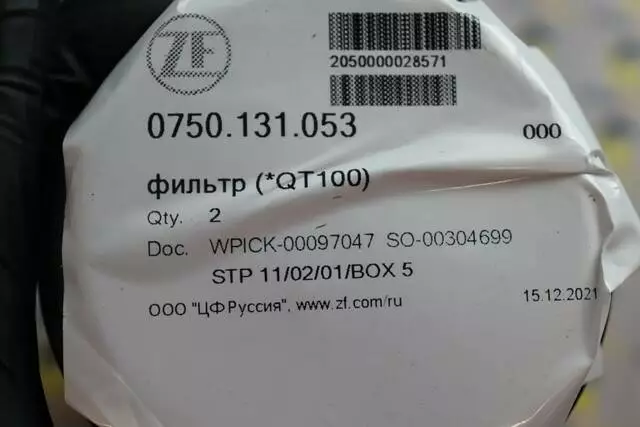 ZF
2050000028571
0750.131.053 000
фильтр (*QT100)
Qty. 2
Doc. WPICK-00097047 SO-00304699
STP 11/02/01/BOX 5
ООО "ЦФ Руссия", www.zf.com/ru 15.12.2021